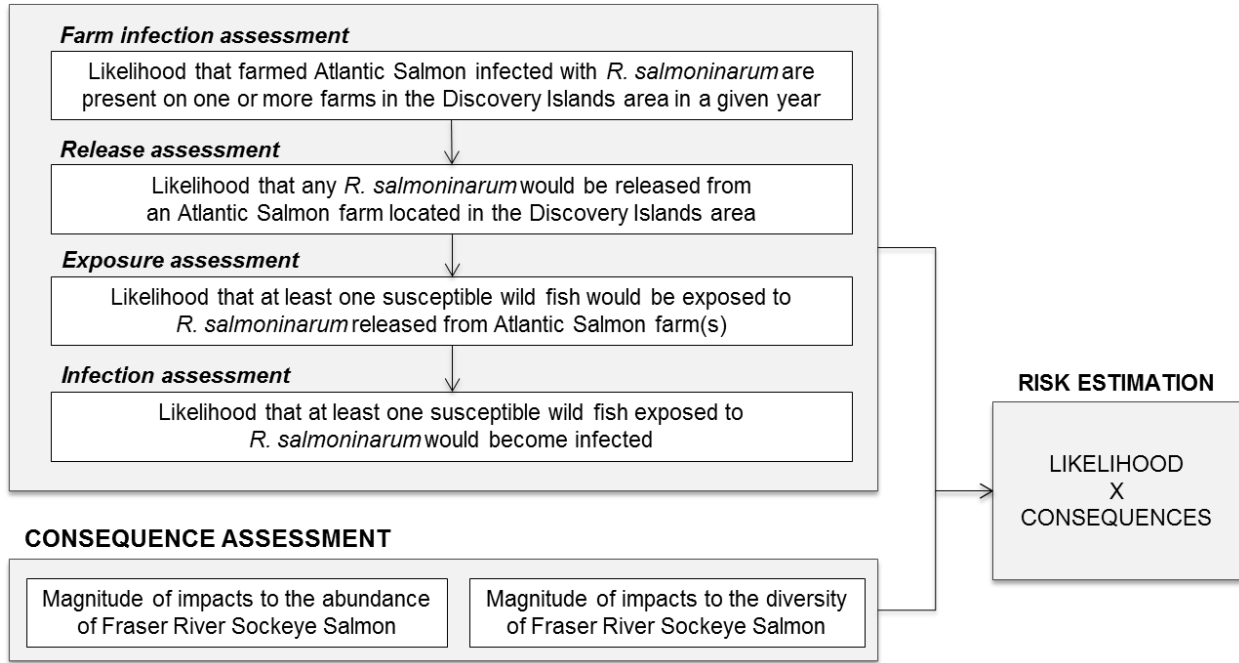 Farm infection assessment
Likelihood that farmed Atlantic Salmon infected with R. salmoninarum are
present on one or more farms in the Discovery Islands area in a given year
Release assessment
Likelihood that any R. salmoninarum would be released from
an Atlantic Salmon farm located in the Discovery Islands area
Exposure assessment
Likelihood that at least one susceptible wild fish would be exposed to
R. salmoninarum released from Atlantic Salmon farm(s)
Infection assessment
Likelihood that at least one susceptible wild fish exposed to
R. salmoninarum would become infected
CONSEQUENCE ASSESSMENT
Magnitude of impacts to the abundance
of Fraser River Sockeye Salmon
Magnitude of impacts to the diversity
of Fraser River Sockeye Salmon
RISK ESTIMATION
LIKELIHOOD
X
CONSEQUENCES